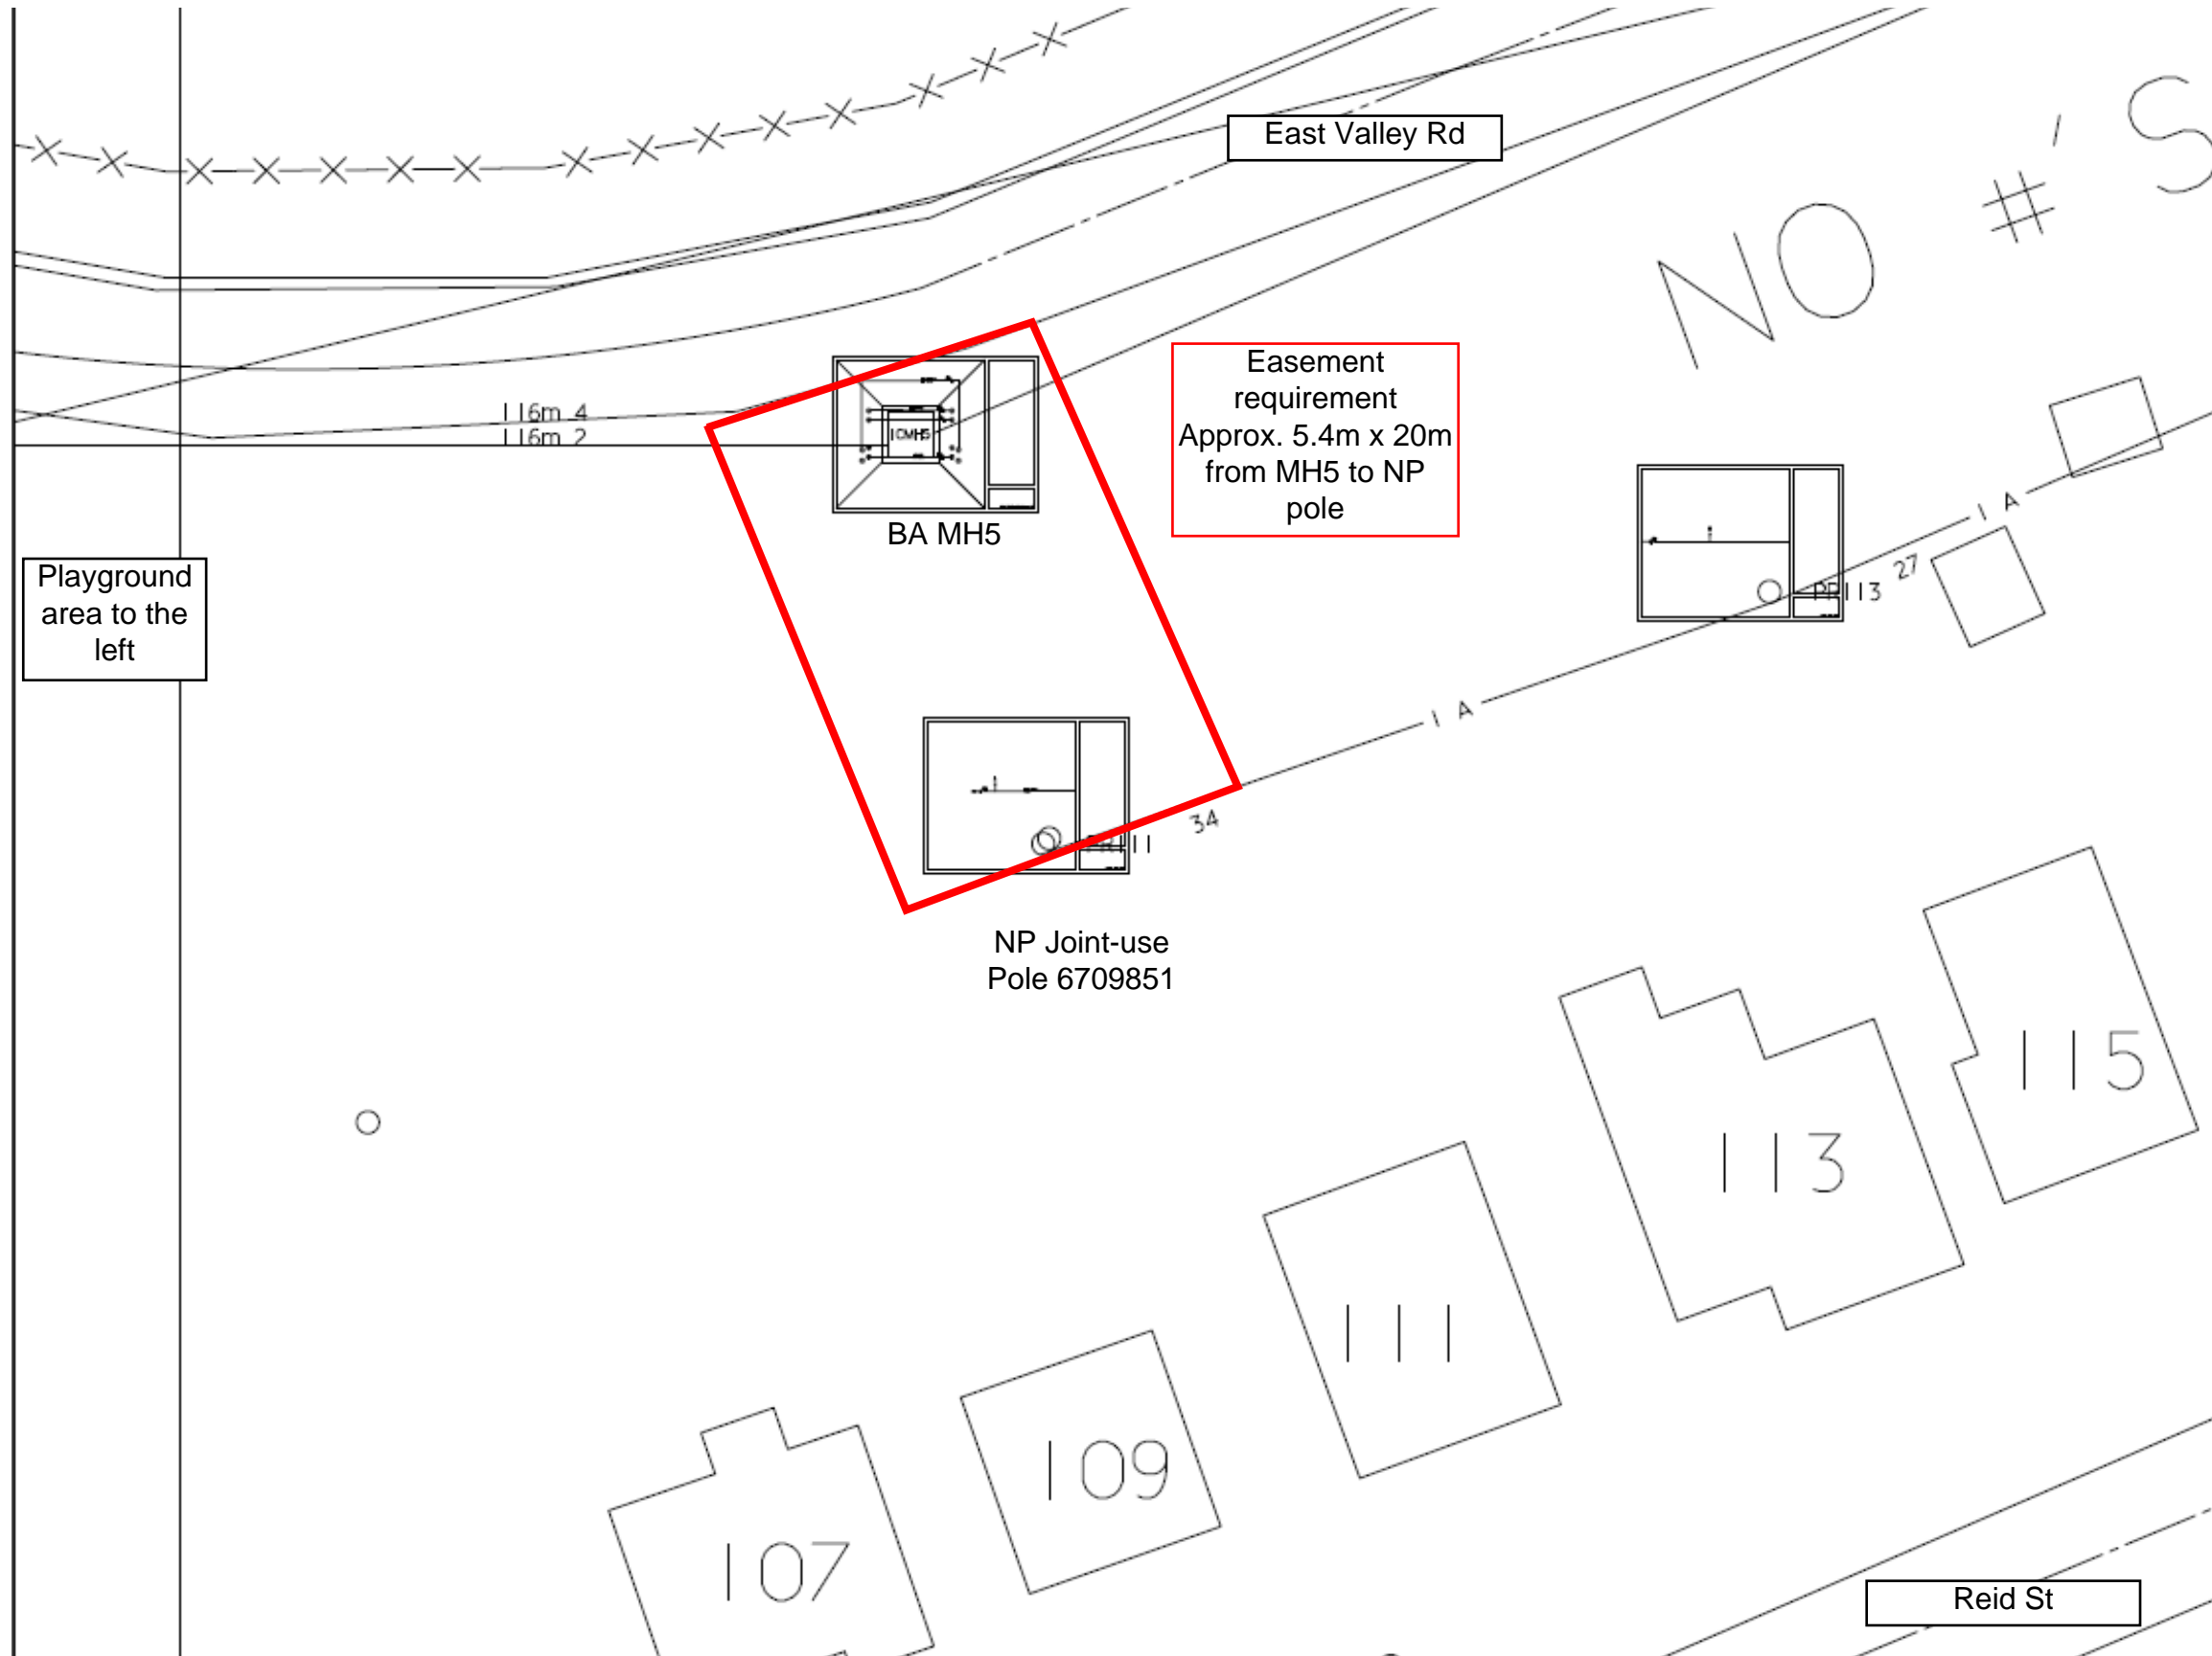 East Valley Rd
NO # 'S
Easement
requirement
Approx. 5.4m x 20m
from MH5 to NP
pole
116m 4
116m 2
BA MH5
1 A
27
Playground
area to the
left
1 A
34
NP Joint-use
Pole 6709851
115
113
111
109
107
Reid St